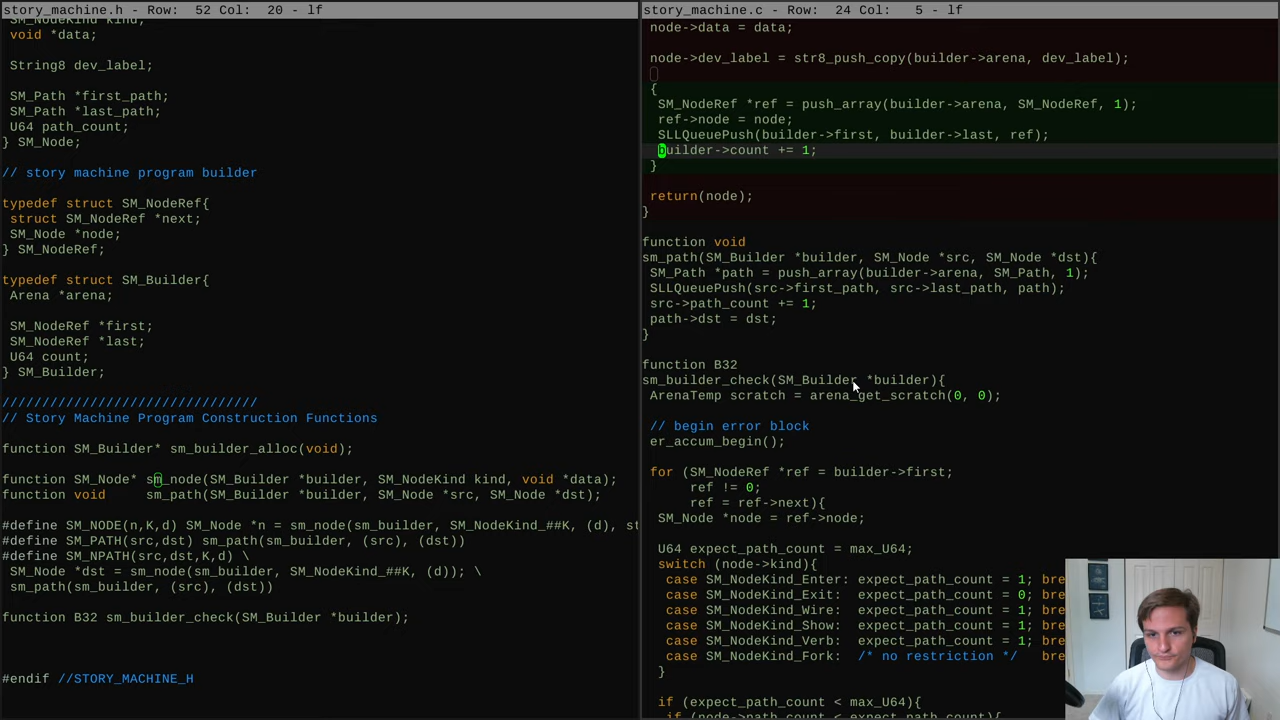 story_machine.h - Row:  52 Col:  20 - lf
SM_NodeKind kind;
void *data;
String8 dev_label;
SM_Path *first_path;
SM_Path *last_path;
U64 path_count;
} SM_Node;
// story machine program builder
typedef struct SM_NodeRef{
struct SM_NodeRef *next;
SM_Node *node;
} SM_NodeRef;
typedef struct SM_Builder{
Arena *arena;
SM_NodeRef *first;
SM_NodeRef *last;
U64 count;
} SM_Builder;
////////////////////////////////
// Story Machine Program Construction Functions
function SM_Builder* sm_builder_alloc(void);
function SM_Node* sm_node(SM_Builder *builder, SM_NodeKind kind, void *data);
function void     sm_path(SM_Builder *builder, SM_Node *src, SM_Node *dst);
#define SM_NODE(n,K,d) SM_Node *n = sm_node(sm_builder, SM_NodeKind_##K, (d), st
#define SM_PATH(src,dst) sm_path(sm_builder, (src), (dst))
#define SM_NPATH(src,dst,K,d) \
SM_Node *dst = sm_node(sm_builder, SM_NodeKind_##K, (d)); \
sm_path(sm_builder, (src), (dst))
function B32 sm_builder_check(SM_Builder *builder);
#endif //STORY_MACHINE_H
story_machine.c - Row:  24 Col:   5 - lf
node->data = data;
node->dev_label = str8_push_copy(builder->arena, dev_label);
{
SM_NodeRef *ref = push_array(builder->arena, SM_NodeRef, 1);
ref->node = node;
SLLQueuePush(builder->first, builder->last, ref);
builder->count += 1;
}
return(node);
}
function void
sm_path(SM_Builder *builder, SM_Node *src, SM_Node *dst){
SM_Path *path = push_array(builder->arena, SM_Path, 1);
SLLQueuePush(src->first_path, src->last_path, path);
src->path_count += 1;
path->dst = dst;
}
function B32
sm_builder_check(SM_Builder *builder){
ArenaTemp scratch = arena_get_scratch(0, 0);
// begin error block
er_accum_begin();
for (SM_NodeRef *ref = builder->first;
ref != 0;
ref = ref->next){
SM_Node *node = ref->node;
U64 expect_path_count = max_U64;
switch (node->kind){
case SM_NodeKind_Enter: expect_path_count = 1; bre
case SM_NodeKind_Exit:  expect_path_count = 0; bre
case SM_NodeKind_Wire:  expect_path_count = 1; bre
case SM_NodeKind_Show:  expect_path_count = 1; bre
case SM_NodeKind_Verb:  expect_path_count = 1; bre
case SM_NodeKind_Fork:  /* no restriction */   bre
}
if (expect_path_count < max_U64){
if (node->path_count < expect_path_count){